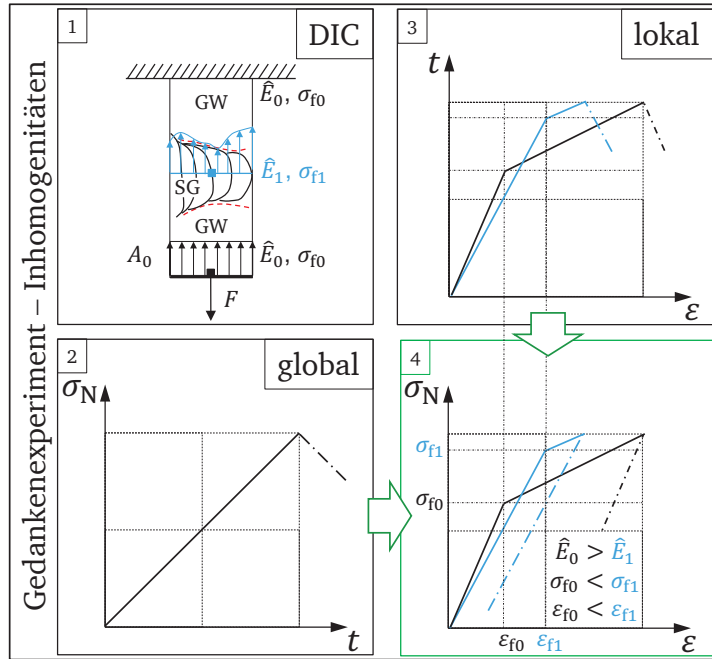 Gedankenexperiment – Inhomogenitäten
1
DIC
GW
Ê₀, σf0
SG
Ê₁, σf1
GW
A₀
Ê₀, σf0
F
2
global
σN
t
3
lokal
t
ε
4
σN
σf1
σf0
Ê₀ > Ê₁
σf0 < σf1
εf0 < εf1
εf0 εf1
ε